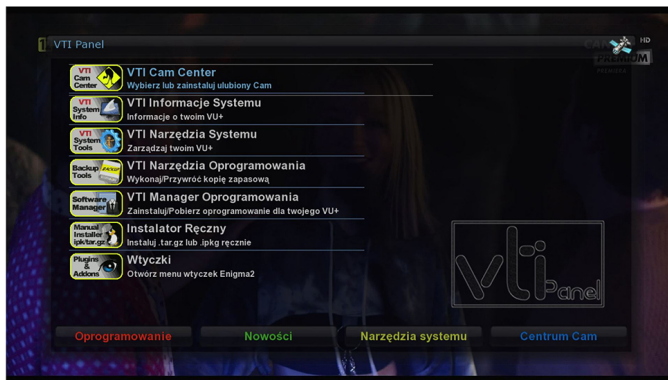 1 VTI Panel
HD
PREMIUM
VTI Cam Center
VTI Cam Center
Wybierz lub zainstaluj ulubiony Cam
VTI System Info
VTI Informacje Systemu
Informacje o twoim VU+
VTI System Tools
VTI Narzędzia Systemu
Zarządzaj twoim VU+
Backup Tools BACKUP
VTI Narzędzia Oprogramowania
Wykonaj/Przywróć kopię zapasową
Software Manager
VTI Manager Oprogramowania
Zainstaluj/Pobierz oprogramowanie dla twojego VU+
Manual Installer ipk/tar.gz
Instalator Ręczny
Instaluj .tar.gz lub .ipkg ręcznie
Plugins & Addons
Wtyczki
Otwórz menu wtyczek Enigma2
vti Panel
Oprogramowanie Nowości Narzędzia systemu Centrum Cam